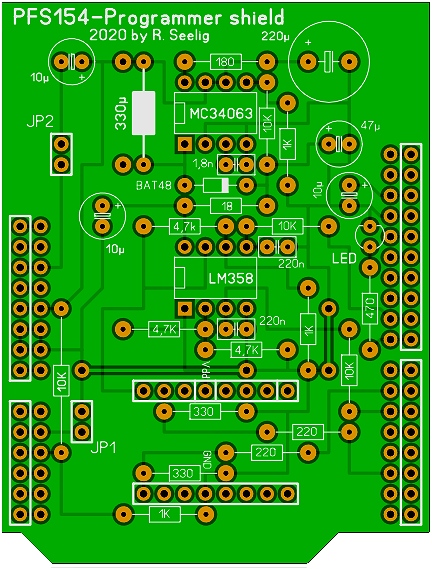 PFS154-Programmer shield
2020 by R. Seelig
220µ
+
10µ
+
180
330µ
MC34063
10K
1K
47µ
+
JP2
1,8n
BAT48
10µ
+
18
+
10µ
4,7k
10K
LED
220n
LM358
470
4,7K
220n
1K
4,7K
10K
PPA
10K
330
220
JP1
220
GND
330
1K